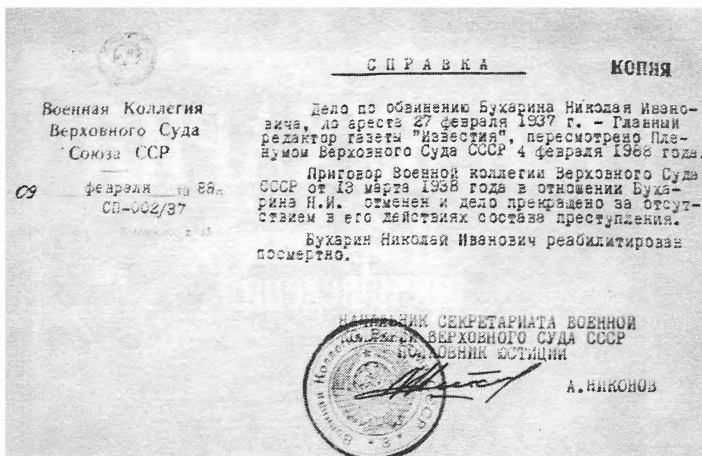 СПРАВКА
КОПИЯ
Военная Коллегия
Верховного Суда
Союза ССР
09 февраля 1988г.
СП-002/37
Дело по обвинению Бухарина Николая Ивано-
вича, до ареста 27 февраля 1937 г. - Главный
редактор газеты "Известия", пересмотрено Пле-
нумом Верховного Суда СССР 4 февраля 1988 года.
Приговор Военной коллегии Верховного Суда
СССР от 13 марта 1938 года в отношении Буха-
рина Н.И. отменен и дело прекращено за отсут-
ствием в его действиях состава преступления.
Бухарин Николай Иванович реабилитирован
посмертно.
НАЧАЛЬНИК СЕКРЕТАРИАТА ВОЕННОЙ
КОЛЛЕГИИ ВЕРХОВНОГО СУДА СССР
ПОЛКОВНИК ЮСТИЦИИ
А.НИКОНОВ